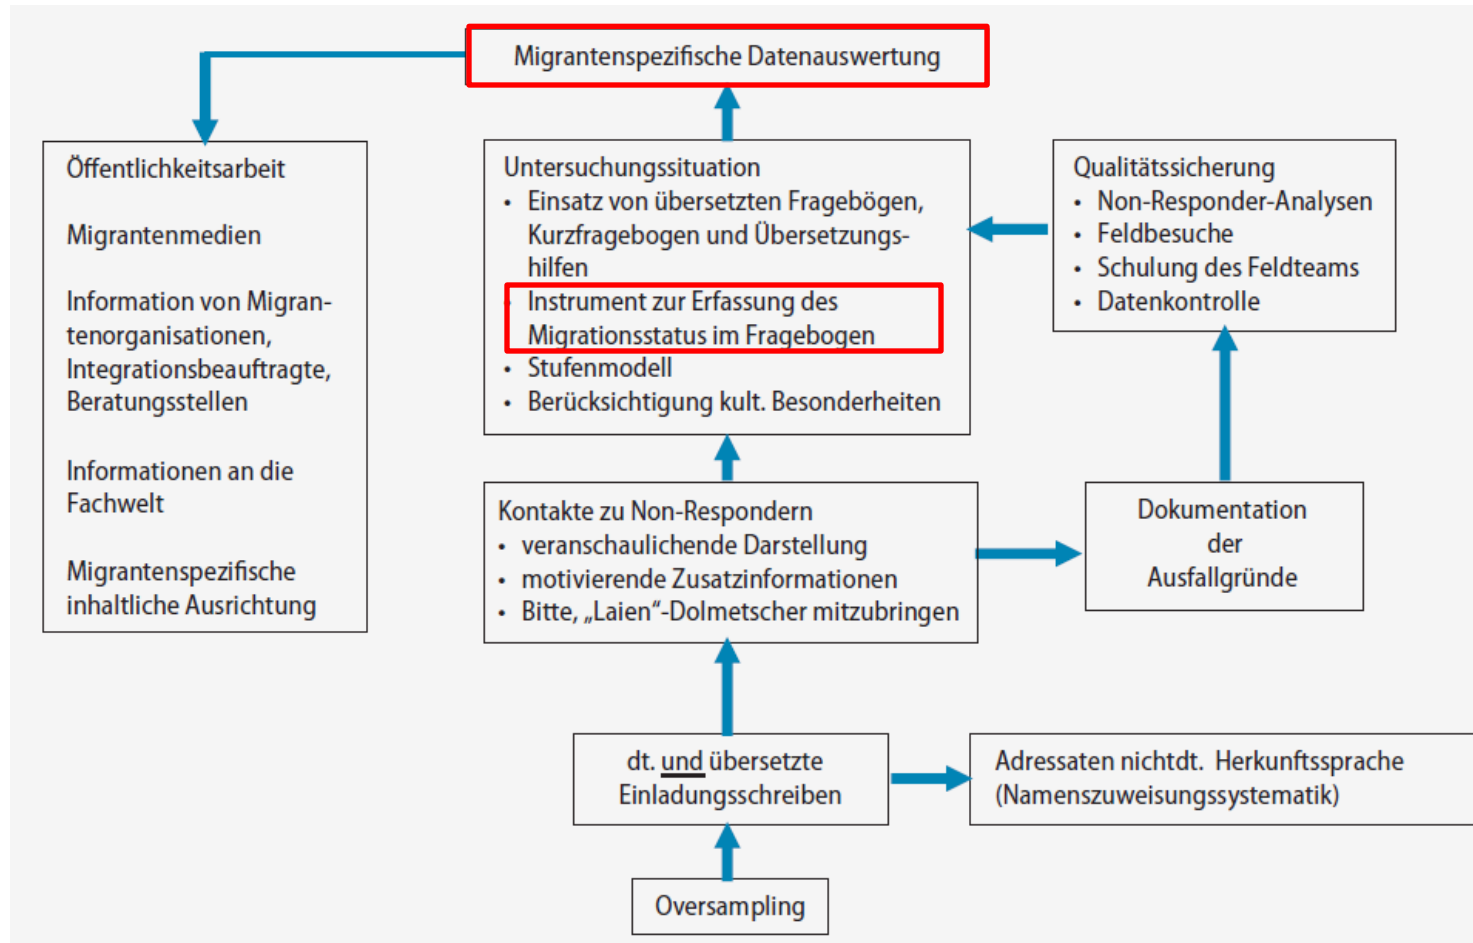 Migrantenspezifische Datenauswertung
Öffentlichkeitsarbeit
Migrantenmedien
Information von Migran-
tenorganisationen,
Integrationsbeauftragte,
Beratungsstellen
Informationen an die
Fachwelt
Migrantenspezifische
inhaltliche Ausrichtung
Untersuchungssituation
• Einsatz von übersetzten Fragebögen,
Kurzfragebogen und Übersetzungs-
hilfen
• Instrument zur Erfassung des
Migrationsstatus im Fragebogen
• Stufenmodell
• Berücksichtigung kult. Besonderheiten
Qualitätssicherung
• Non-Responder-Analysen
• Feldbesuche
• Schulung des Feldteams
• Datenkontrolle
Kontakte zu Non-Respondern
• veranschaulichende Darstellung
• motivierende Zusatzinformationen
• Bitte, „Laien“-Dolmetscher mitzubringen
Dokumentation
der
Ausfallgründe
dt. und übersetzte
Einladungsschreiben
Adressaten nichtdt. Herkunftssprache
(Namenszuweisungssystematik)
Oversampling